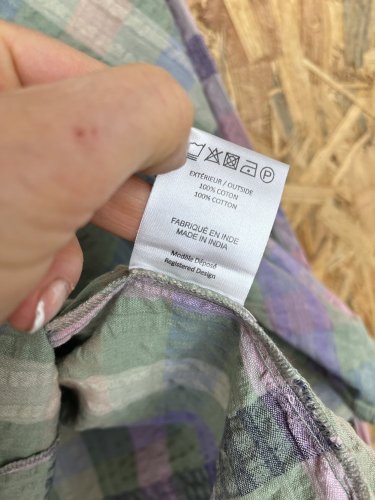 EXTÉRIEUR / OUTSIDE
100% COTON
100% COTTON
FABRIQUÉ EN INDE
MADE IN INDIA
Modèle Déposé
Registered Design